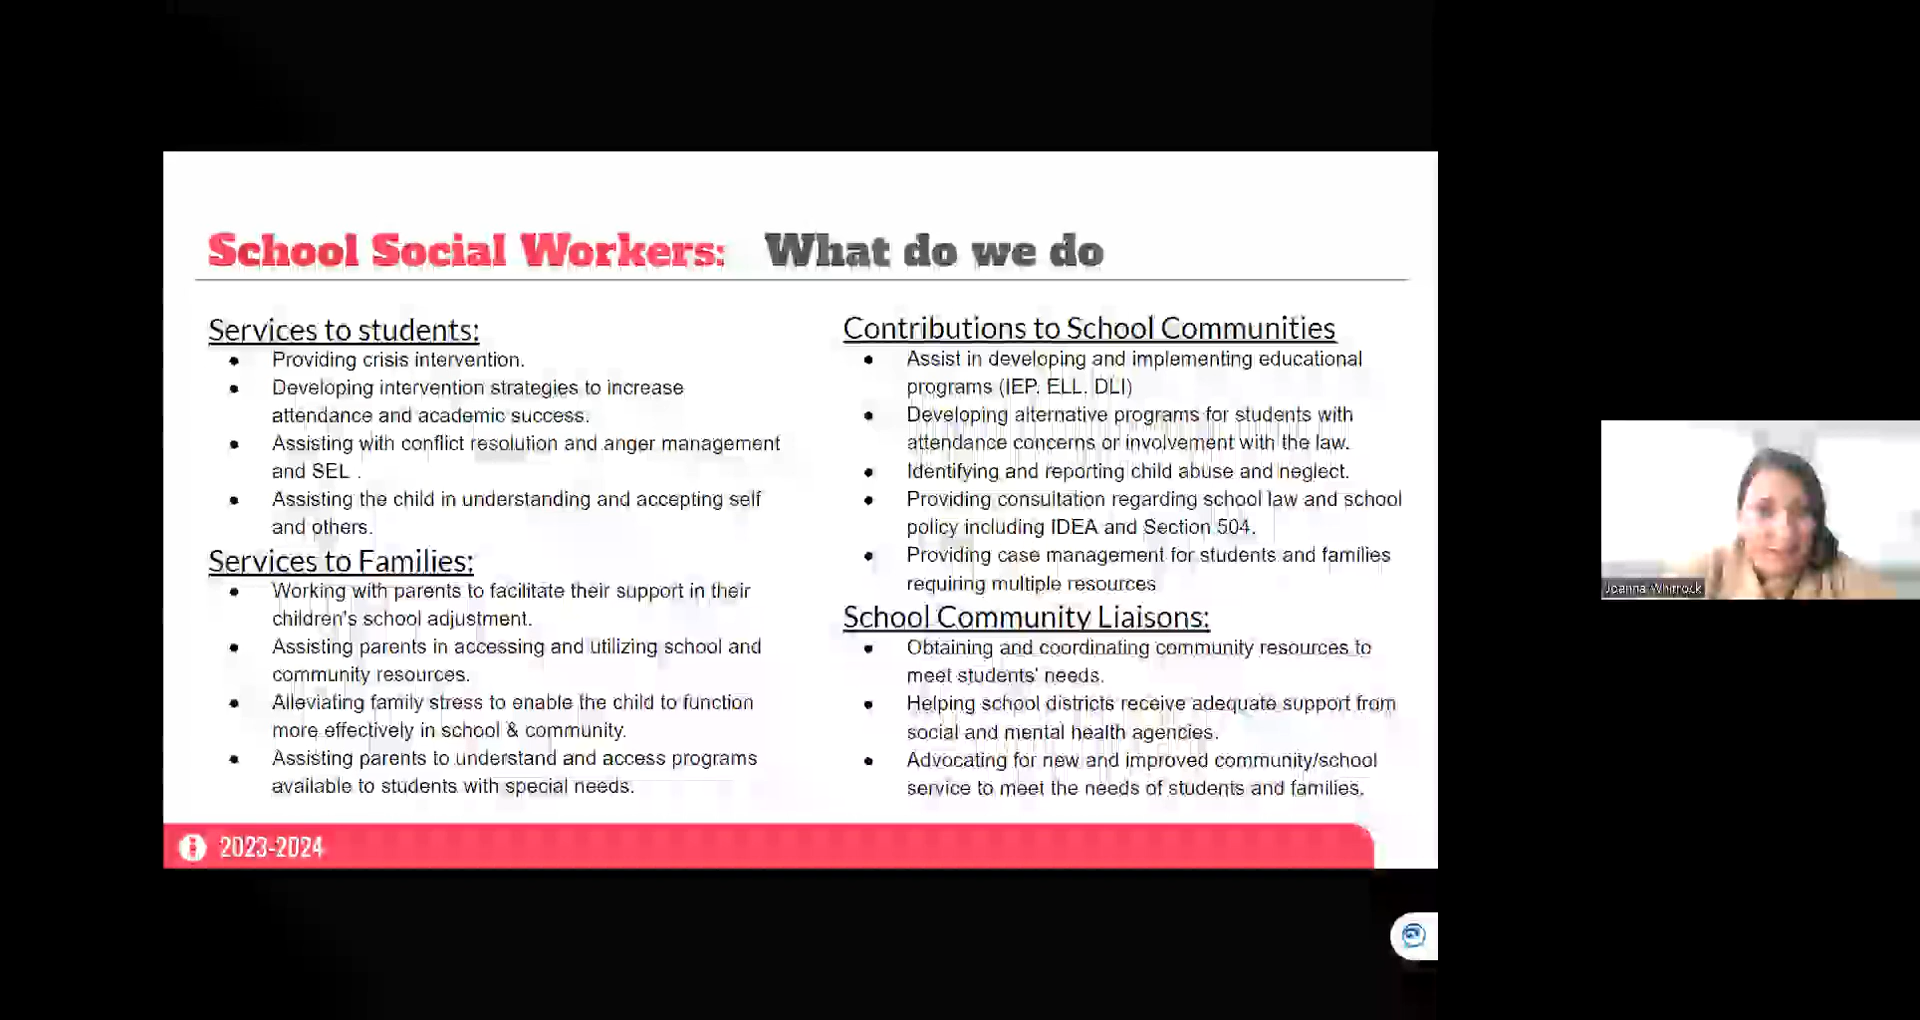 School Social Workers: What do we do
Services to students:
● Providing crisis intervention.
● Developing intervention strategies to increase
attendance and academic success.
● Assisting with conflict resolution and anger management
and SEL .
● Assisting the child in understanding and accepting self
and others.
Services to Families:
● Working with parents to facilitate their support in their
children's school adjustment.
● Assisting parents in accessing and utilizing school and
community resources.
● Alleviating family stress to enable the child to function
more effectively in school & community.
● Assisting parents to understand and access programs
available to students with special needs.
Contributions to School Communities
● Assist in developing and implementing educational
programs (IEP. ELL. DLI)
● Developing alternative programs for students with
attendance concerns or involvement with the law.
● Identifying and reporting child abuse and neglect.
● Providing consultation regarding school law and school
policy including IDEA and Section 504.
● Providing case management for students and families
requiring multiple resources
School Community Liaisons:
● Obtaining and coordinating community resources to
meet students' needs.
● Helping school districts receive adequate support from
social and mental health agencies.
● Advocating for new and improved community/school
service to meet the needs of students and families.
2023-2024
Joanna